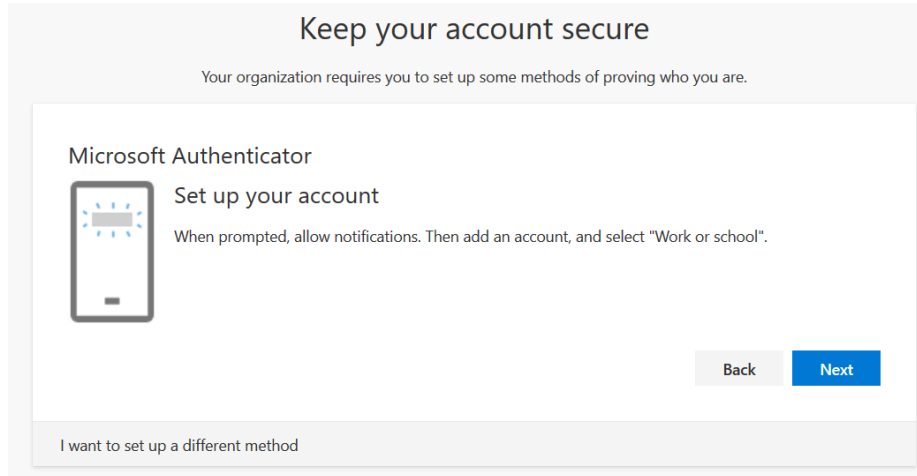 Keep your account secure
Your organization requires you to set up some methods of proving who you are.
Microsoft Authenticator
Set up your account
When prompted, allow notifications. Then add an account, and select "Work or school".
Back Next
I want to set up a different method